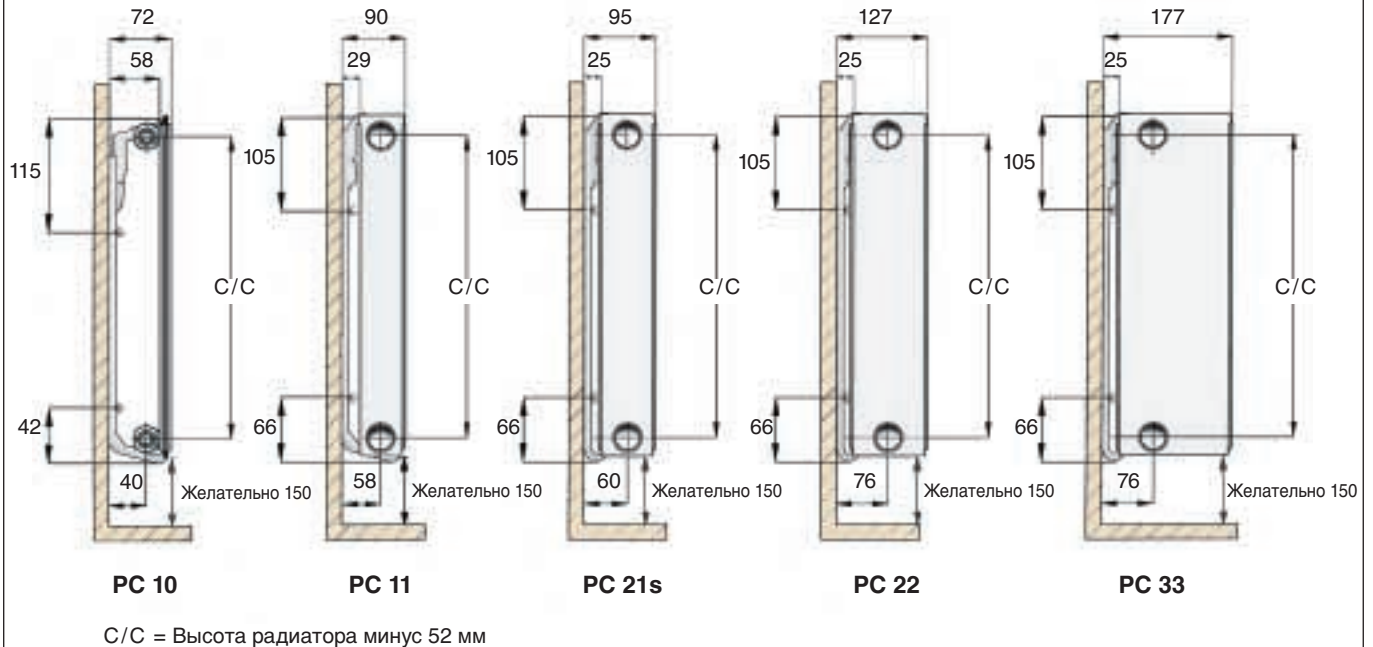 72 90 95 127 177
58 29 25 25 25
115 105 105 105 105
C/C C/C C/C C/C C/C
42 66 66 66 66
40 Желательно 150 58 Желательно 150 60 Желательно 150 76 Желательно 150 76 Желательно 150
PC 10 PC 11 PC 21s PC 22 PC 33
C/C = Высота радиатора минус 52 мм